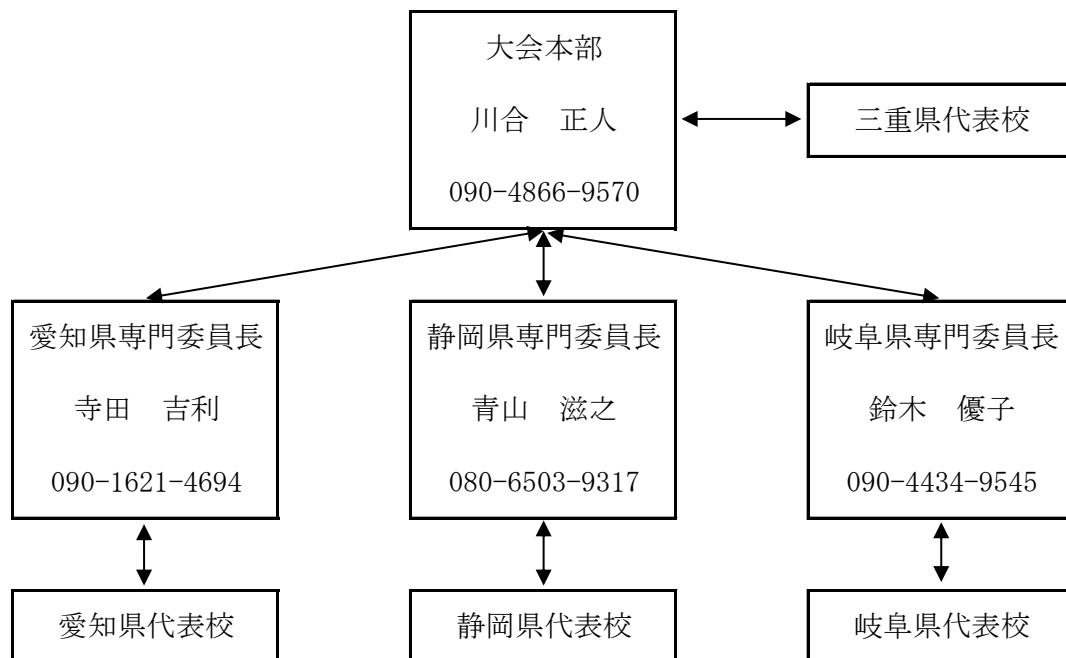 大会本部
川合　正人
090-4866-9570
三重県代表校
愛知県専門委員長
寺田　吉利
090-1621-4694
静岡県専門委員長
青山　滋之
080-6503-9317
岐阜県専門委員長
鈴木　優子
090-4434-9545
愛知県代表校
静岡県代表校
岐阜県代表校